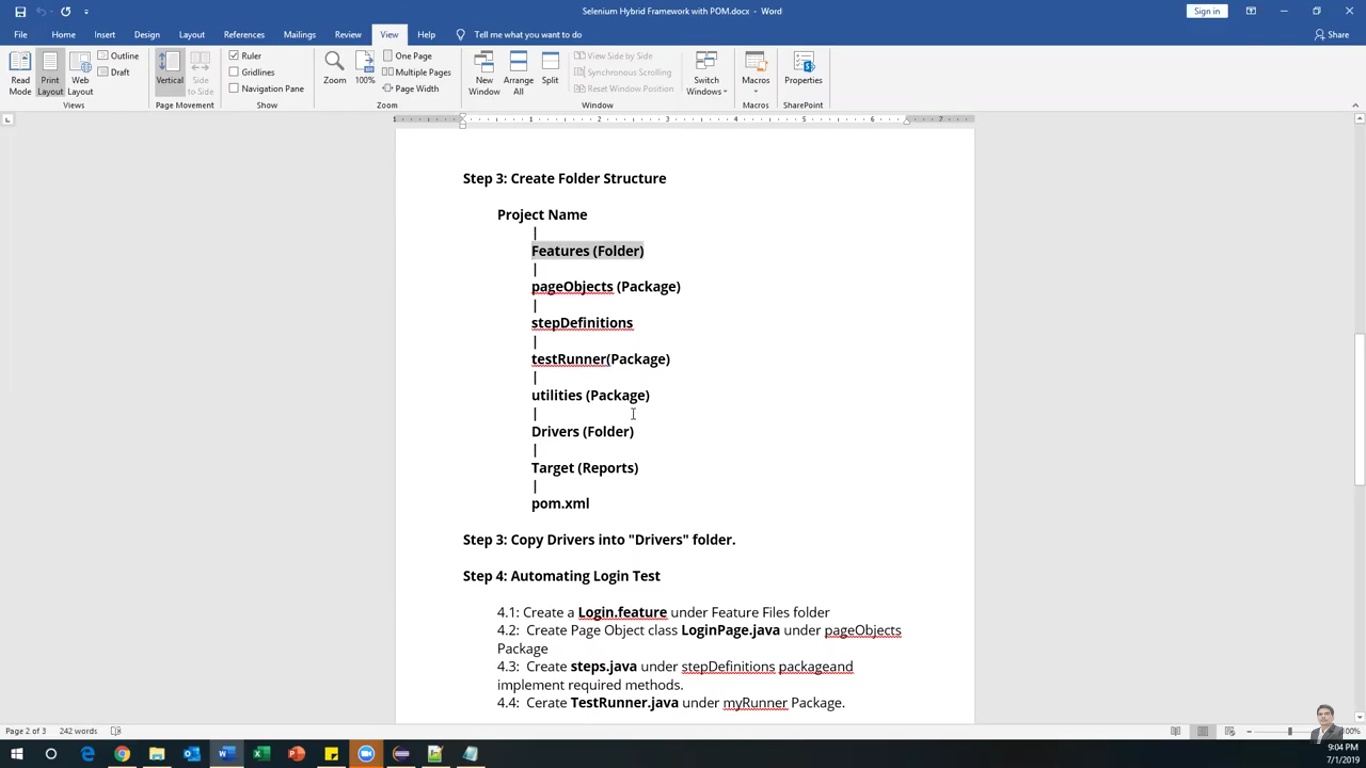 Selenium Hybrid Framework with POM.docx - Word
Sign in
File Home Insert Design Layout References Mailings Review View Help Tell me what you want to do Share
Read Mode
Print Layout
Web Layout
Outline
Draft
Views
Vertical
Side to Side
Page Movement
Ruler
Gridlines
Navigation Pane
Show
Zoom
100%
One Page
Multiple Pages
Page Width
Zoom
New Window
Arrange All
Split
View Side by Side
Synchronous Scrolling
Reset Window Position
Window
Switch Windows
Macros
Macros
Properties
SharePoint
1 1 2 3 4 5 6 7
Step 3: Create Folder Structure
Project Name
|
Features (Folder)
|
pageObjects (Package)
|
stepDefinitions
|
testRunner(Package)
|
utilities (Package)
|
Drivers (Folder)
|
Target (Reports)
|
pom.xml
Step 3: Copy Drivers into "Drivers" folder.
Step 4: Automating Login Test
4.1: Create a Login.feature under Feature Files folder
4.2: Create Page Object class LoginPage.java under pageObjects
Package
4.3: Create steps.java under stepDefinitions packageand
implement required methods.
4.4: Cerate TestRunner.java under myRunner Package.
Page 2 of 3 242 words
9:04 PM
7/1/2019